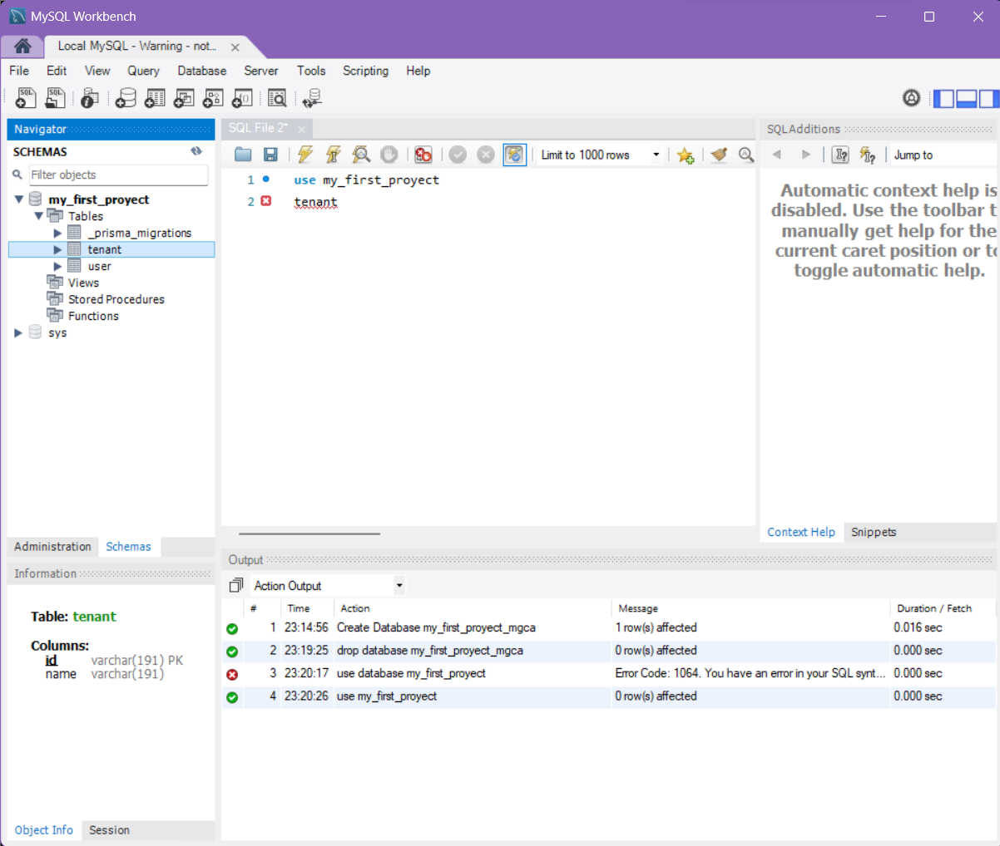 MySQL Workbench
Local MySQL - Warning - not...
File Edit View Query Database Server Tools Scripting Help
Navigator
SCHEMAS
Filter objects
my_first_proyect
Tables
_prisma_migrations
tenant
user
Views
Stored Procedures
Functions
sys
Administration Schemas
Information
Table: tenant
Columns:
id varchar(191) PK
name varchar(191)
Object Info Session
SQL File 2*
Limit to 1000 rows
1 use my_first_proyect
2 tenant
SQLAdditions
Jump to
Automatic context help is
disabled. Use the toolbar t
manually get help for the
current caret position or to
toggle automatic help.
Context Help Snippets
Output
Action Output
# Time Action Message Duration / Fetch
1 23:14:56 Create Database my_first_proyect_mgca 1 row(s) affected 0.016 sec
2 23:19:25 drop database my_first_proyect_mgca 0 row(s) affected 0.000 sec
3 23:20:17 use database my_first_proyect Error Code: 1064. You have an error in your SQL synt... 0.000 sec
4 23:20:26 use my_first_proyect 0 row(s) affected 0.000 sec